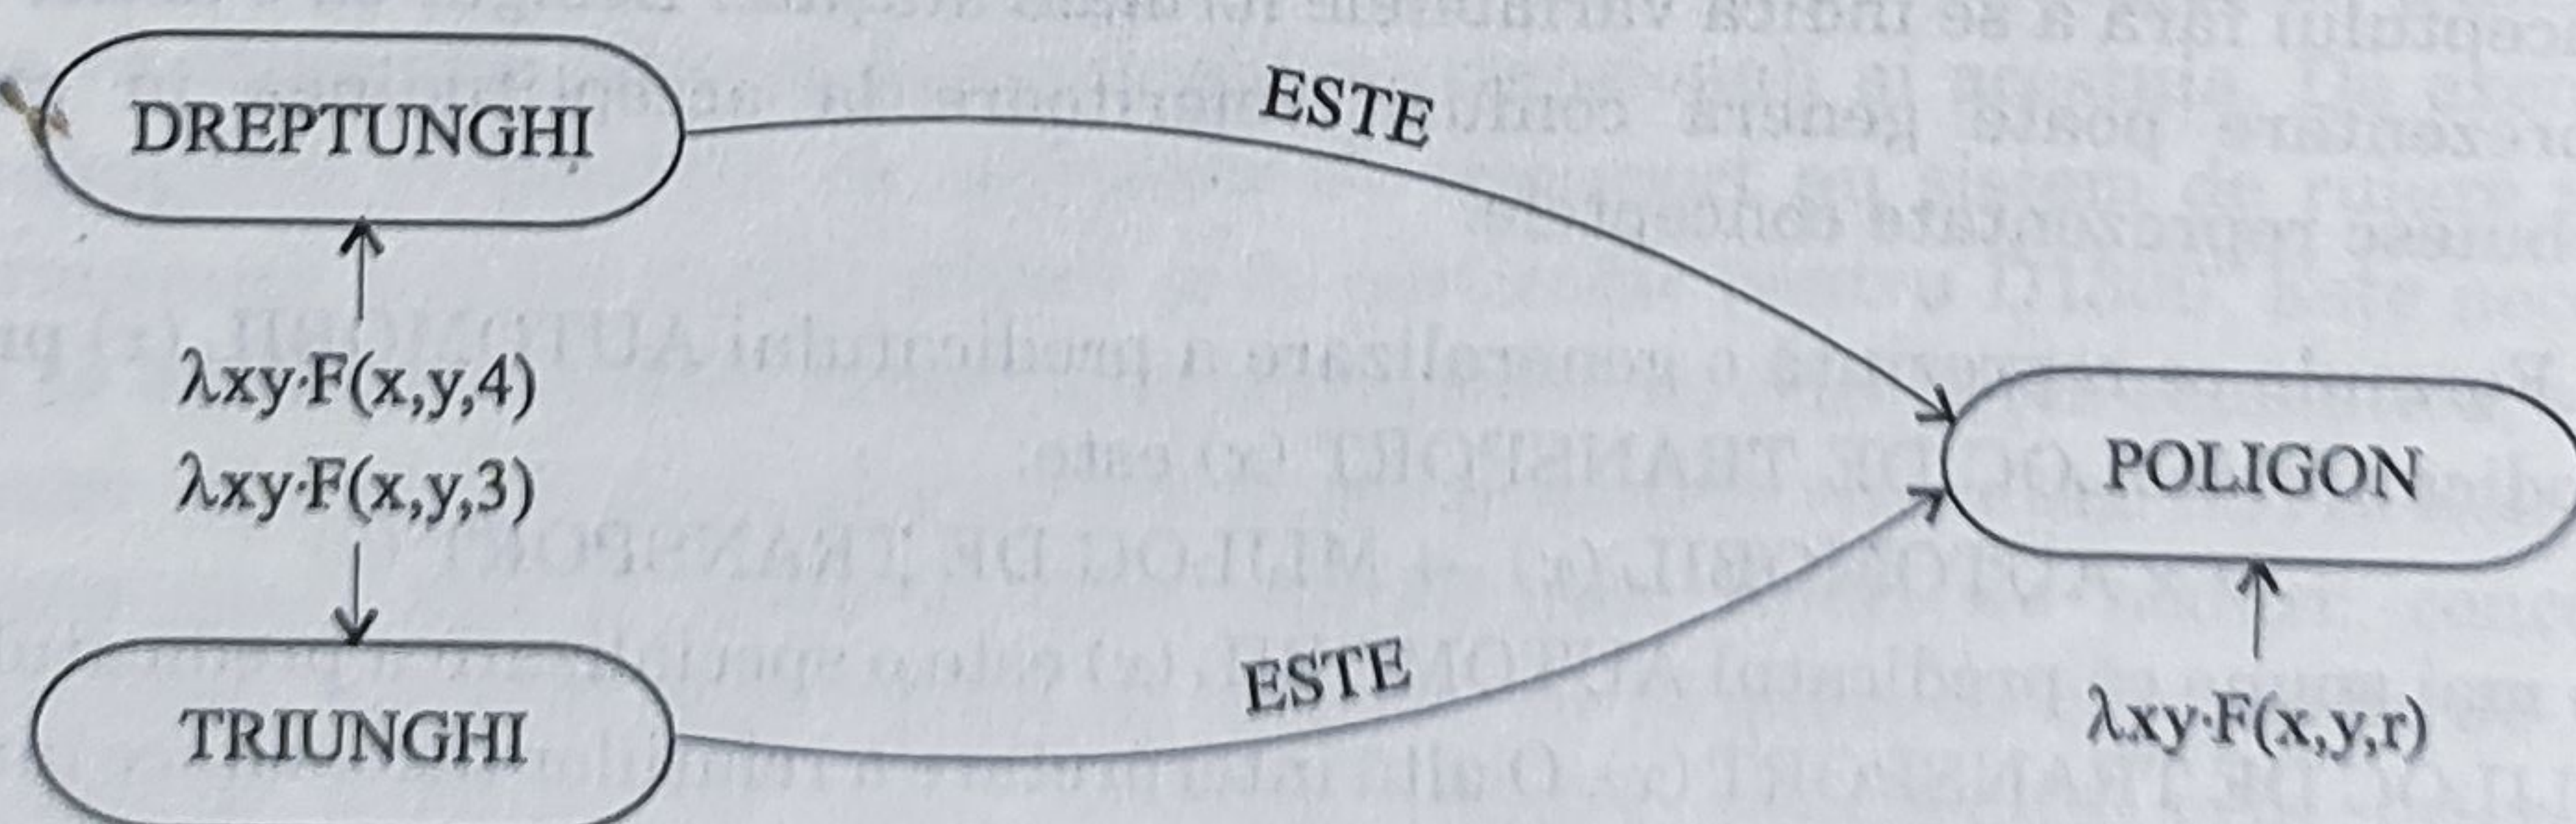 DREPTUNGHI
ESTE
λxy·F(x,y,4)
λxy·F(x,y,3)
POLIGON
TRIUNGHI
ESTE
λxy·F(x,y,r)